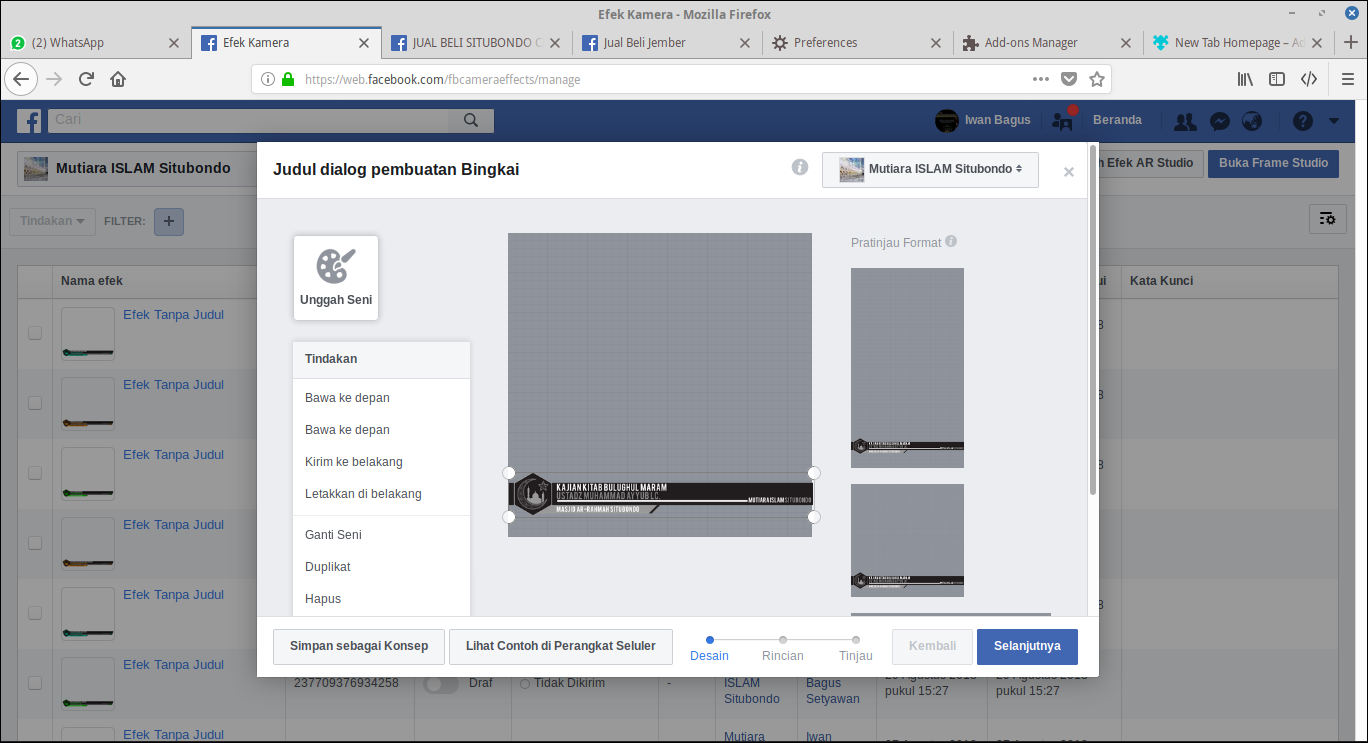 Efek Kamera - Mozilla Firefox
(2) WhatsApp
Efek Kamera
JUAL BELI SITUBONDO C
Jual Beli Jember
Preferences
Add-ons Manager
New Tab Homepage – Ad
https://web.facebook.com/fbcameraeffects/manage
Cari
Iwan Bagus
Beranda
Mutiara ISLAM Situbondo
h Efek AR Studio
Buka Frame Studio
Tindakan
FILTER:
Nama efek
Kata Kunci
Efek Tanpa Judul
Efek Tanpa Judul
Efek Tanpa Judul
Efek Tanpa Judul
Efek Tanpa Judul
Efek Tanpa Judul
Efek Tanpa Judul
Judul dialog pembuatan Bingkai
Mutiara ISLAM Situbondo
Unggah Seni
Tindakan
Bawa ke depan
Bawa ke depan
Kirim ke belakang
Letakkan di belakang
Ganti Seni
Duplikat
Hapus
KAJIAN KITAB BULUGHUL MARAM
USTADZ MUHAMMAD AYYUB LC.
MUTIARA ISLAM SITUBONDO
MASJID AR-RAHMAH SITUBONDO
Pratinjau Format
Simpan sebagai Konsep
Lihat Contoh di Perangkat Seluler
Desain
Rincian
Tinjau
Kembali
Selanjutnya
237709376934258
Draf
Tidak Dikirim
-
ISLAM
Situbondo
Bagus
Setyawan
pukul 15:27
pukul 15:27
Mutiara
Iwan